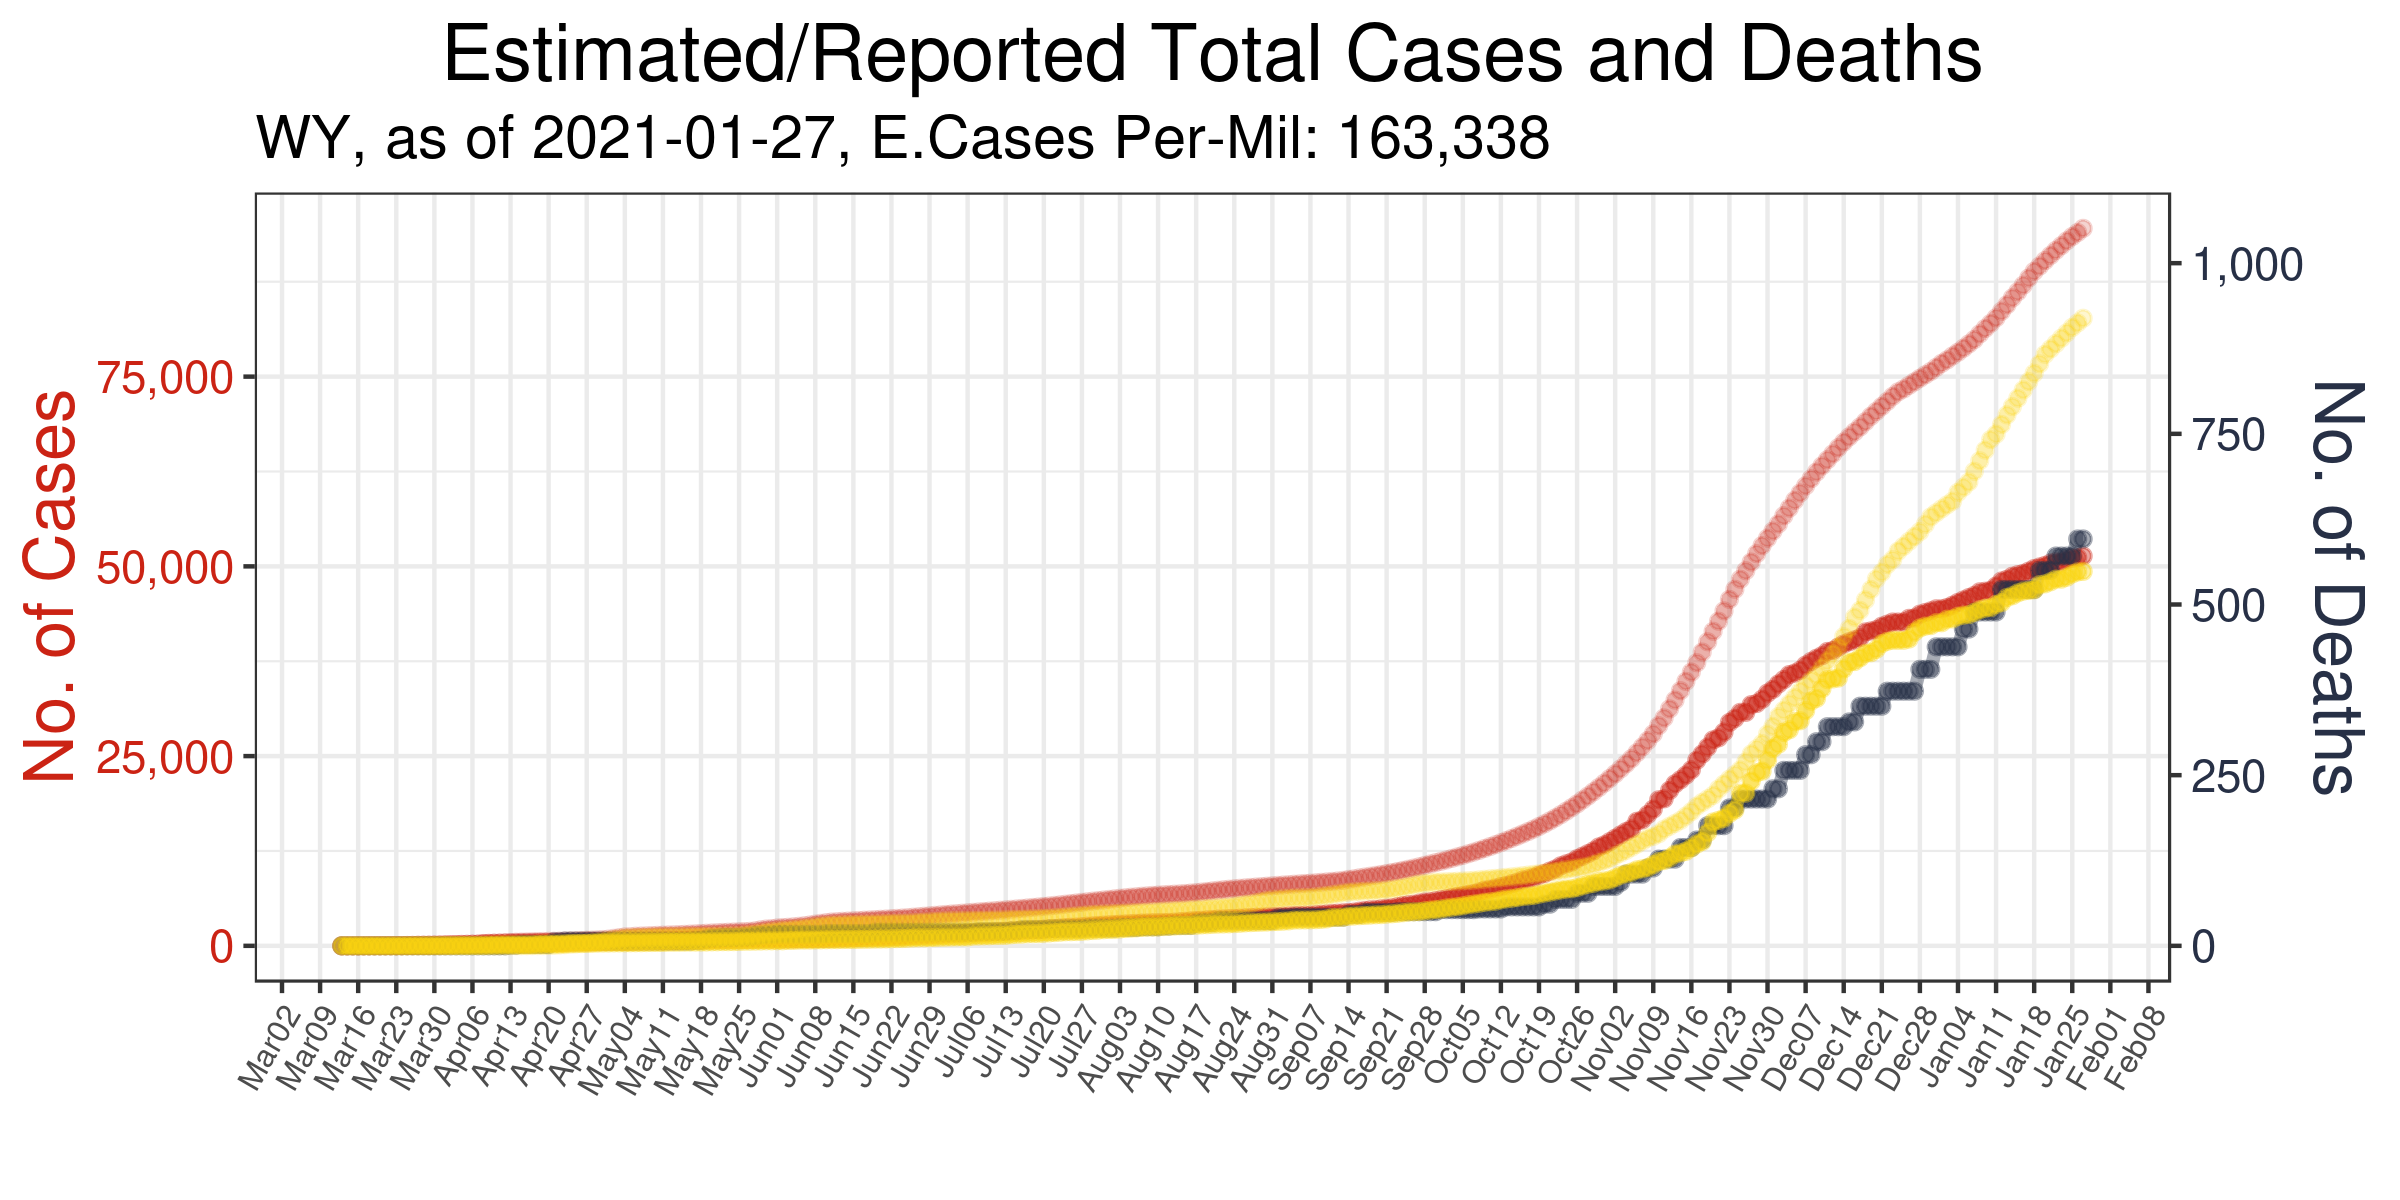 Estimated/Reported Total Cases and Deaths
WY, as of 2021-01-27, E.Cases Per-Mil: 163,338
No. of Cases
75,000
50,000
25,000
0
1,000
750
500
250
0
No. of Deaths
Mar02
Mar09
Mar16
Mar23
Mar30
Apr06
Apr13
Apr20
Apr27
May04
May11
May18
May25
Jun01
Jun08
Jun15
Jun22
Jun29
Jul06
Jul13
Jul20
Jul27
Aug03
Aug10
Aug17
Aug24
Aug31
Sep07
Sep14
Sep21
Sep28
Oct05
Oct12
Oct19
Oct26
Nov02
Nov09
Nov16
Nov23
Nov30
Dec07
Dec14
Dec21
Dec28
Jan04
Jan11
Jan18
Jan25
Feb01
Feb08